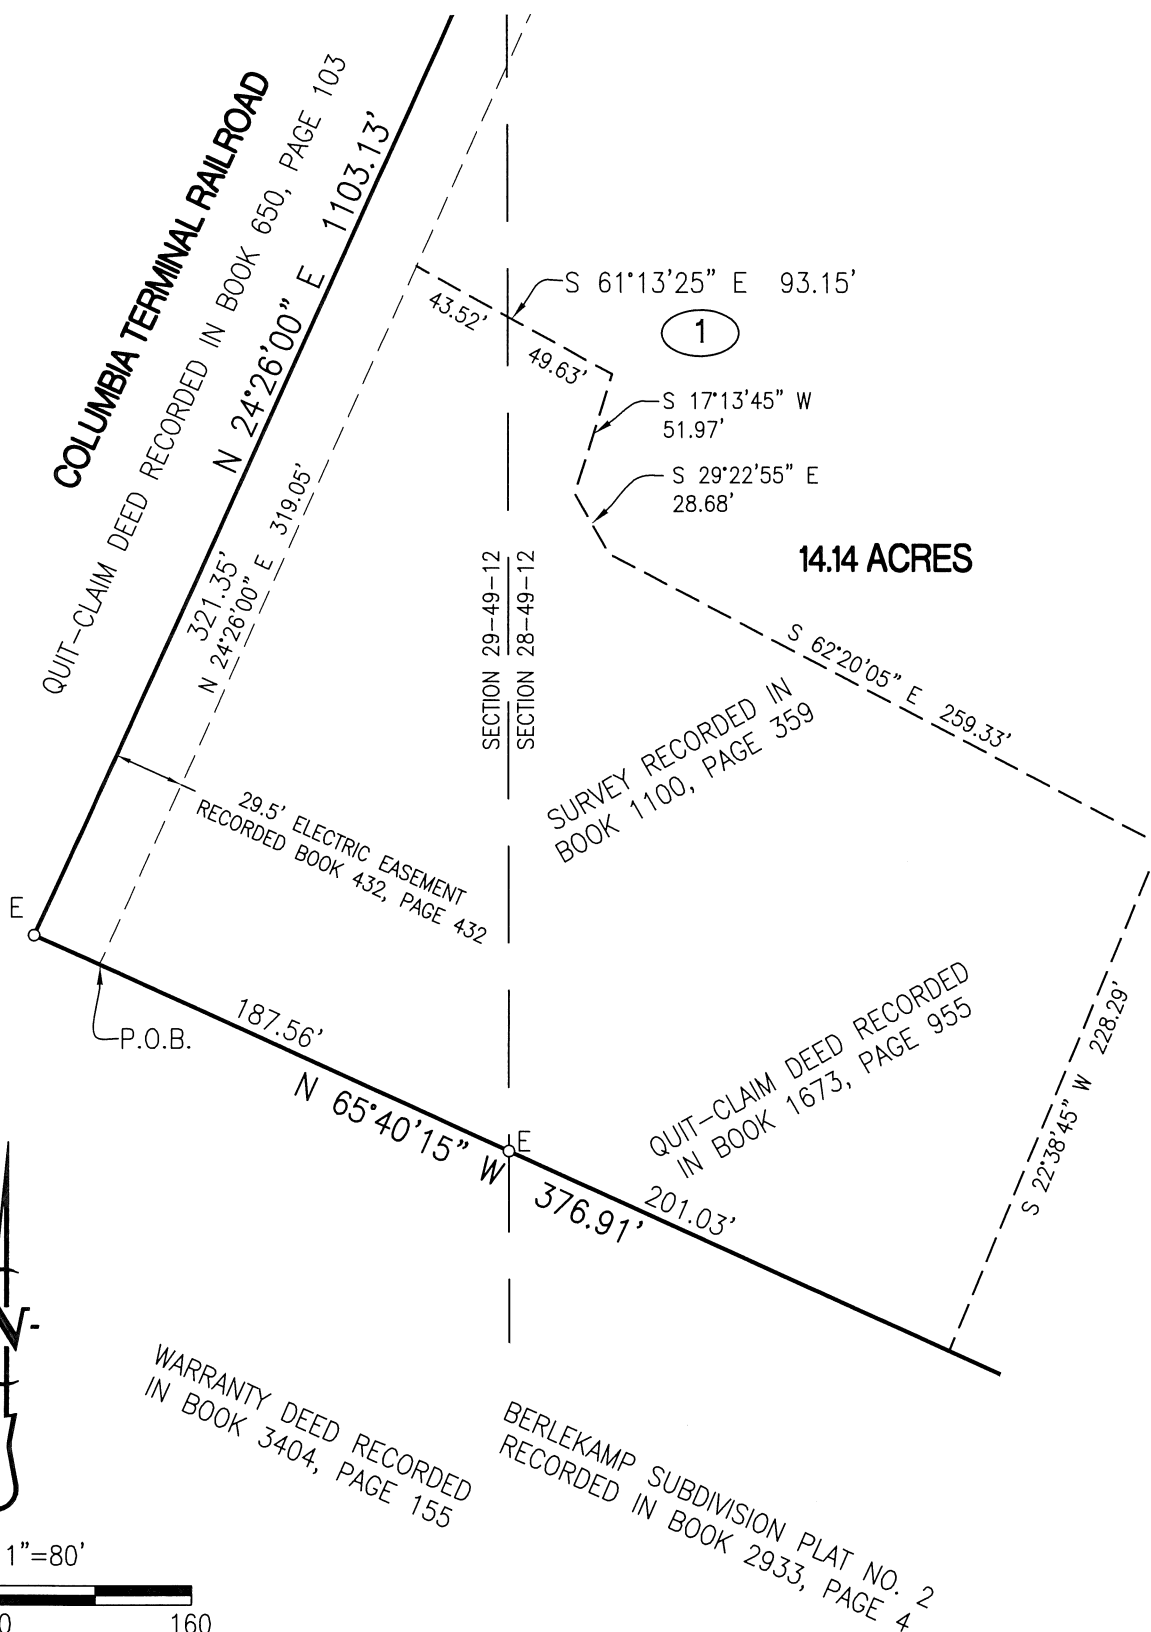 COLUMBIA TERMINAL RAILROAD
QUIT-CLAIM DEED RECORDED IN BOOK 650, PAGE 103
N 24°26'00" E 1103.13'
S 61°13'25" E 93.15'
1
43.52'
49.63'
S 17°13'45" W
51.97'
S 29°22'55" E
28.68'
14.14 ACRES
321.35'
N 24°26'00" E 319.05'
SECTION 29-49-12
SECTION 28-49-12
S 62°20'05" E 259.33'
SURVEY RECORDED IN
BOOK 1100, PAGE 359
29.5' ELECTRIC EASEMENT
RECORDED BOOK 432, PAGE 432
E
P.O.B.
187.56'
N 65°40'15" W 376.91'
E
201.03'
QUIT-CLAIM DEED RECORDED
IN BOOK 1673, PAGE 955
S 22°38'45" W 228.29'
WARRANTY DEED RECORDED
IN BOOK 3404, PAGE 155
BERLEKAMP SUBDIVISION PLAT NO. 2
RECORDED IN BOOK 2933, PAGE 4
N
1"=80'
0
160